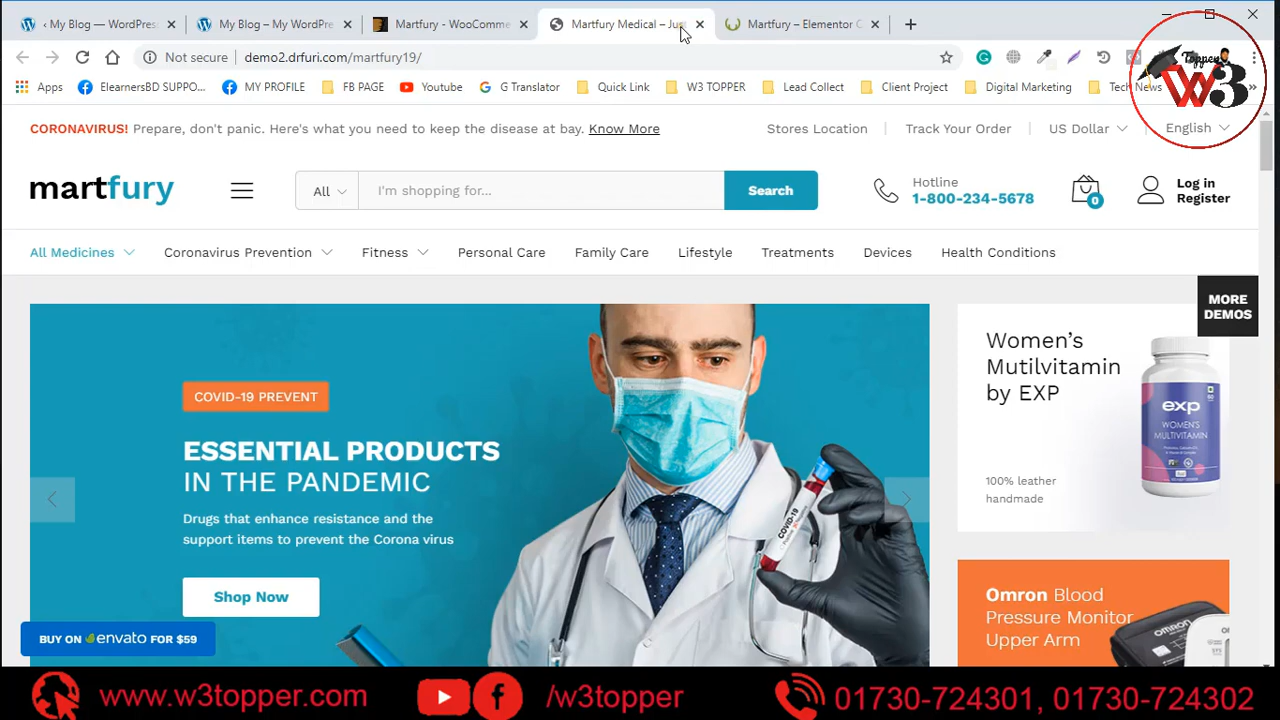 ‹ My Blog — WordPress
My Blog – My WordPre
Martfury - WooComme
Martfury Medical – Jus
Martfury – Elementor C
Not secure
demo2.drfuri.com/martfury19/
Apps
ElearnersBD SUPPO...
MY PROFILE
FB PAGE
Youtube
G Translator
Quick Link
W3 TOPPER
Lead Collect
Client Project
Digital Marketing
Tech News
Topper
W3
CORONAVIRUS! Prepare, don't panic. Here's what you need to keep the disease at bay. Know More
Stores Location
Track Your Order
US Dollar
English
martfury
All
I'm shopping for...
Search
Hotline
1-800-234-5678
0
Log in
Register
All Medicines
Coronavirus Prevention
Fitness
Personal Care
Family Care
Lifestyle
Treatments
Devices
Health Conditions
MORE
DEMOS
COVID-19 PREVENT
ESSENTIAL PRODUCTS
IN THE PANDEMIC
Drugs that enhance resistance and the
support items to prevent the Corona virus
Shop Now
COVID-19
Women's
Mutilvitamin
by EXP
100% leather
handmade
exp
WOMEN'S
MULTIVITAMIN
Omron Blood
Pressure Monitor
Upper Arm
OMRON
BUY ON envato FOR $59
www.w3topper.com
/w3topper
01730-724301, 01730-724302